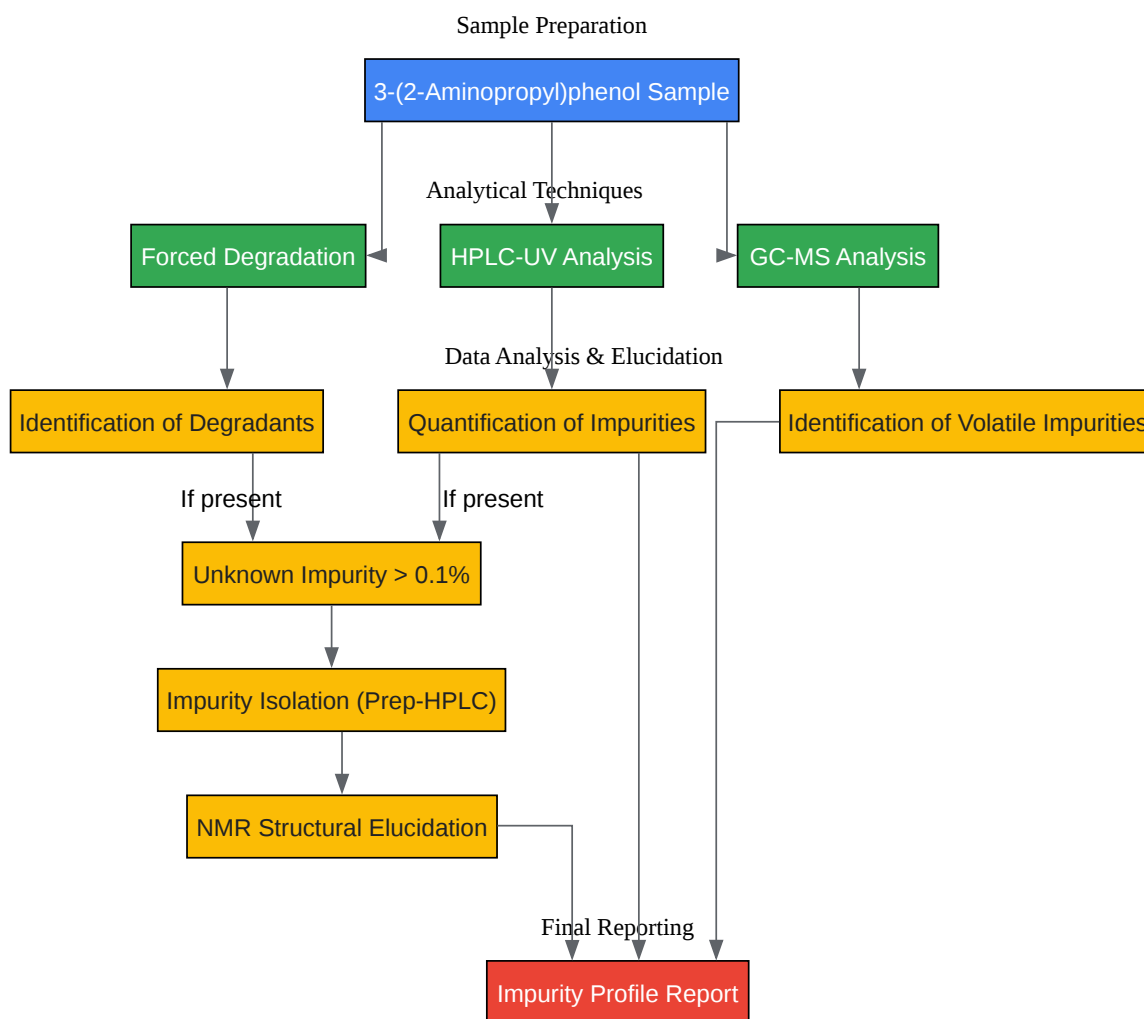 Sample Preparation
3-(2-Aminopropyl)phenol Sample
Analytical Techniques
Forced Degradation
HPLC-UV Analysis
GC-MS Analysis
Data Analysis & Elucidation
Identification of Degradants
Quantification of Impurities
Identification of Volatile Impurities
If present
If present
Unknown Impurity > 0.1%
Impurity Isolation (Prep-HPLC)
NMR Structural Elucidation
Final Reporting
Impurity Profile Report